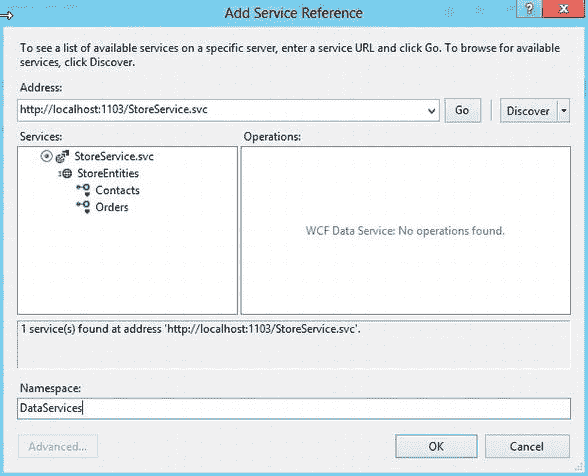 Add Service Reference
?
X
To see a list of available services on a specific server, enter a service URL and click Go. To browse for available
services, click Discover.
Address:
http://localhost:1103/StoreService.svc
Go
Discover
Services:
Operations:
StoreService.svc
StoreEntities
Contacts
Orders
WCF Data Service: No operations found.
1 service(s) found at address 'http://localhost:1103/StoreService.svc'.
Namespace:
DataServices
Advanced...
OK
Cancel